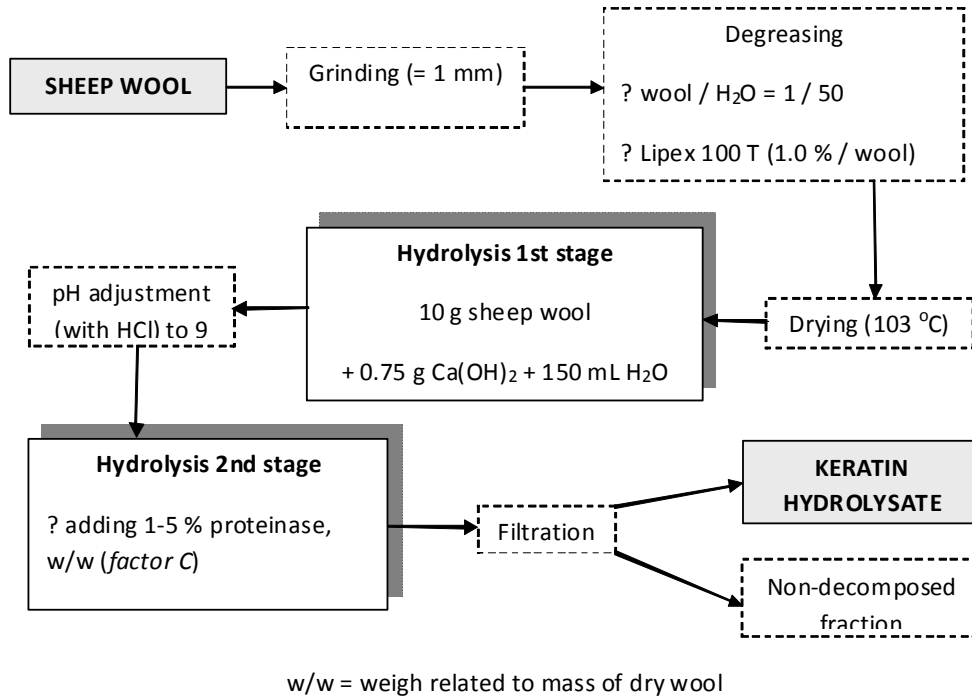 SHEEP WOOL
Grinding (= 1 mm)
Degreasing
? wool / H₂O = 1 / 50
? Lipex 100 T (1.0 % / wool)
Drying (103 °C)
Hydrolysis 1st stage
10 g sheep wool
+ 0.75 g Ca(OH)₂ + 150 mL H₂O
pH adjustment
(with HCl) to 9
Hydrolysis 2nd stage
? adding 1-5 % proteinase,
w/w (factor C)
Filtration
KERATIN
HYDROLYSATE
Non-decomposed
fraction
w/w = weigh related to mass of dry wool